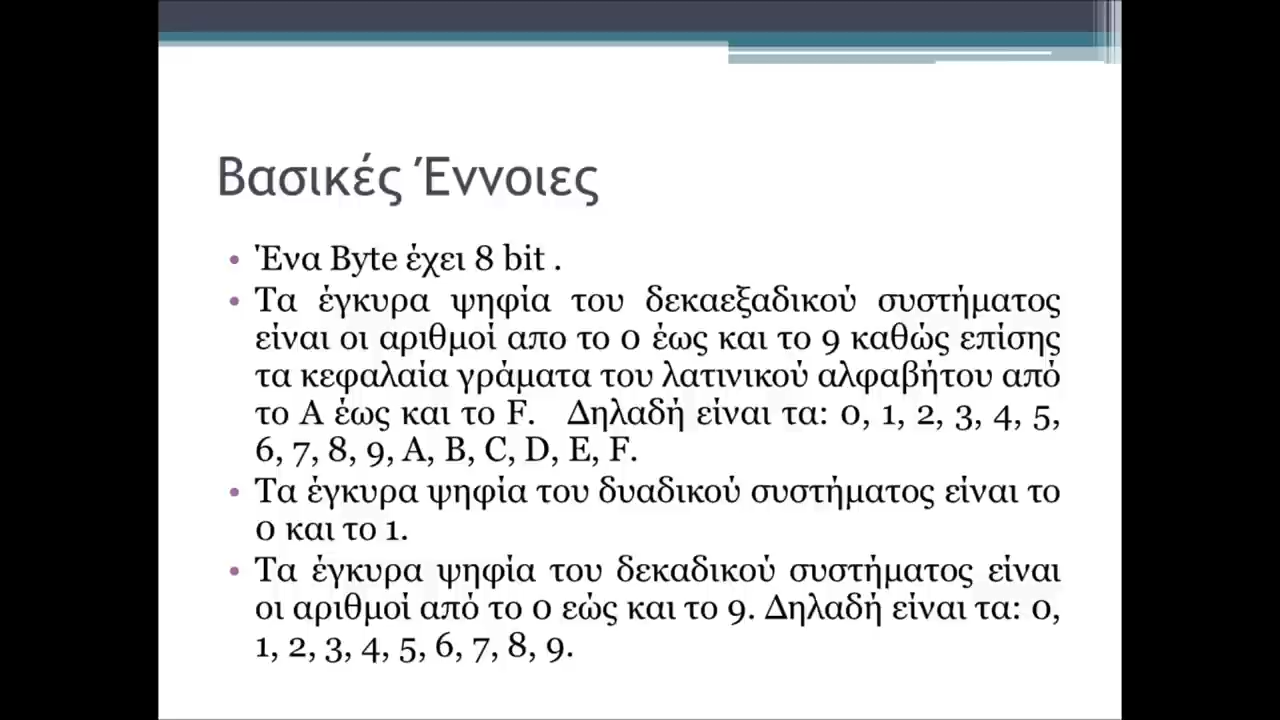 Βασικές Έννοιες
• Ένα Byte έχει 8 bit .
• Τα έγκυρα ψηφία του δεκαεξαδικού συστήματος
είναι οι αριθμοί απο το 0 έως και το 9 καθώς επίσης
τα κεφαλαία γράματα του λατινικού αλφαβήτου από
το A έως και το F. Δηλαδή είναι τα: 0, 1, 2, 3, 4, 5,
6, 7, 8, 9, A, B, C, D, E, F.
• Τα έγκυρα ψηφία του δυαδικού συστήματος είναι το
0 και το 1.
• Τα έγκυρα ψηφία του δεκαδικού συστήματος είναι
οι αριθμοί από το 0 εώς και το 9. Δηλαδή είναι τα: 0,
1, 2, 3, 4, 5, 6, 7, 8, 9.